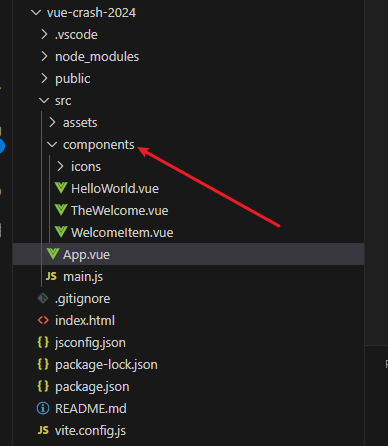 vue-crash-2024
.vscode
node_modules
public
src
assets
components
icons
HelloWorld.vue
TheWelcome.vue
WelcomeItem.vue
App.vue
JS main.js
.gitignore
<> index.html
{} jsconfig.json
{} package-lock.json
{} package.json
README.md
JS vite.config.js